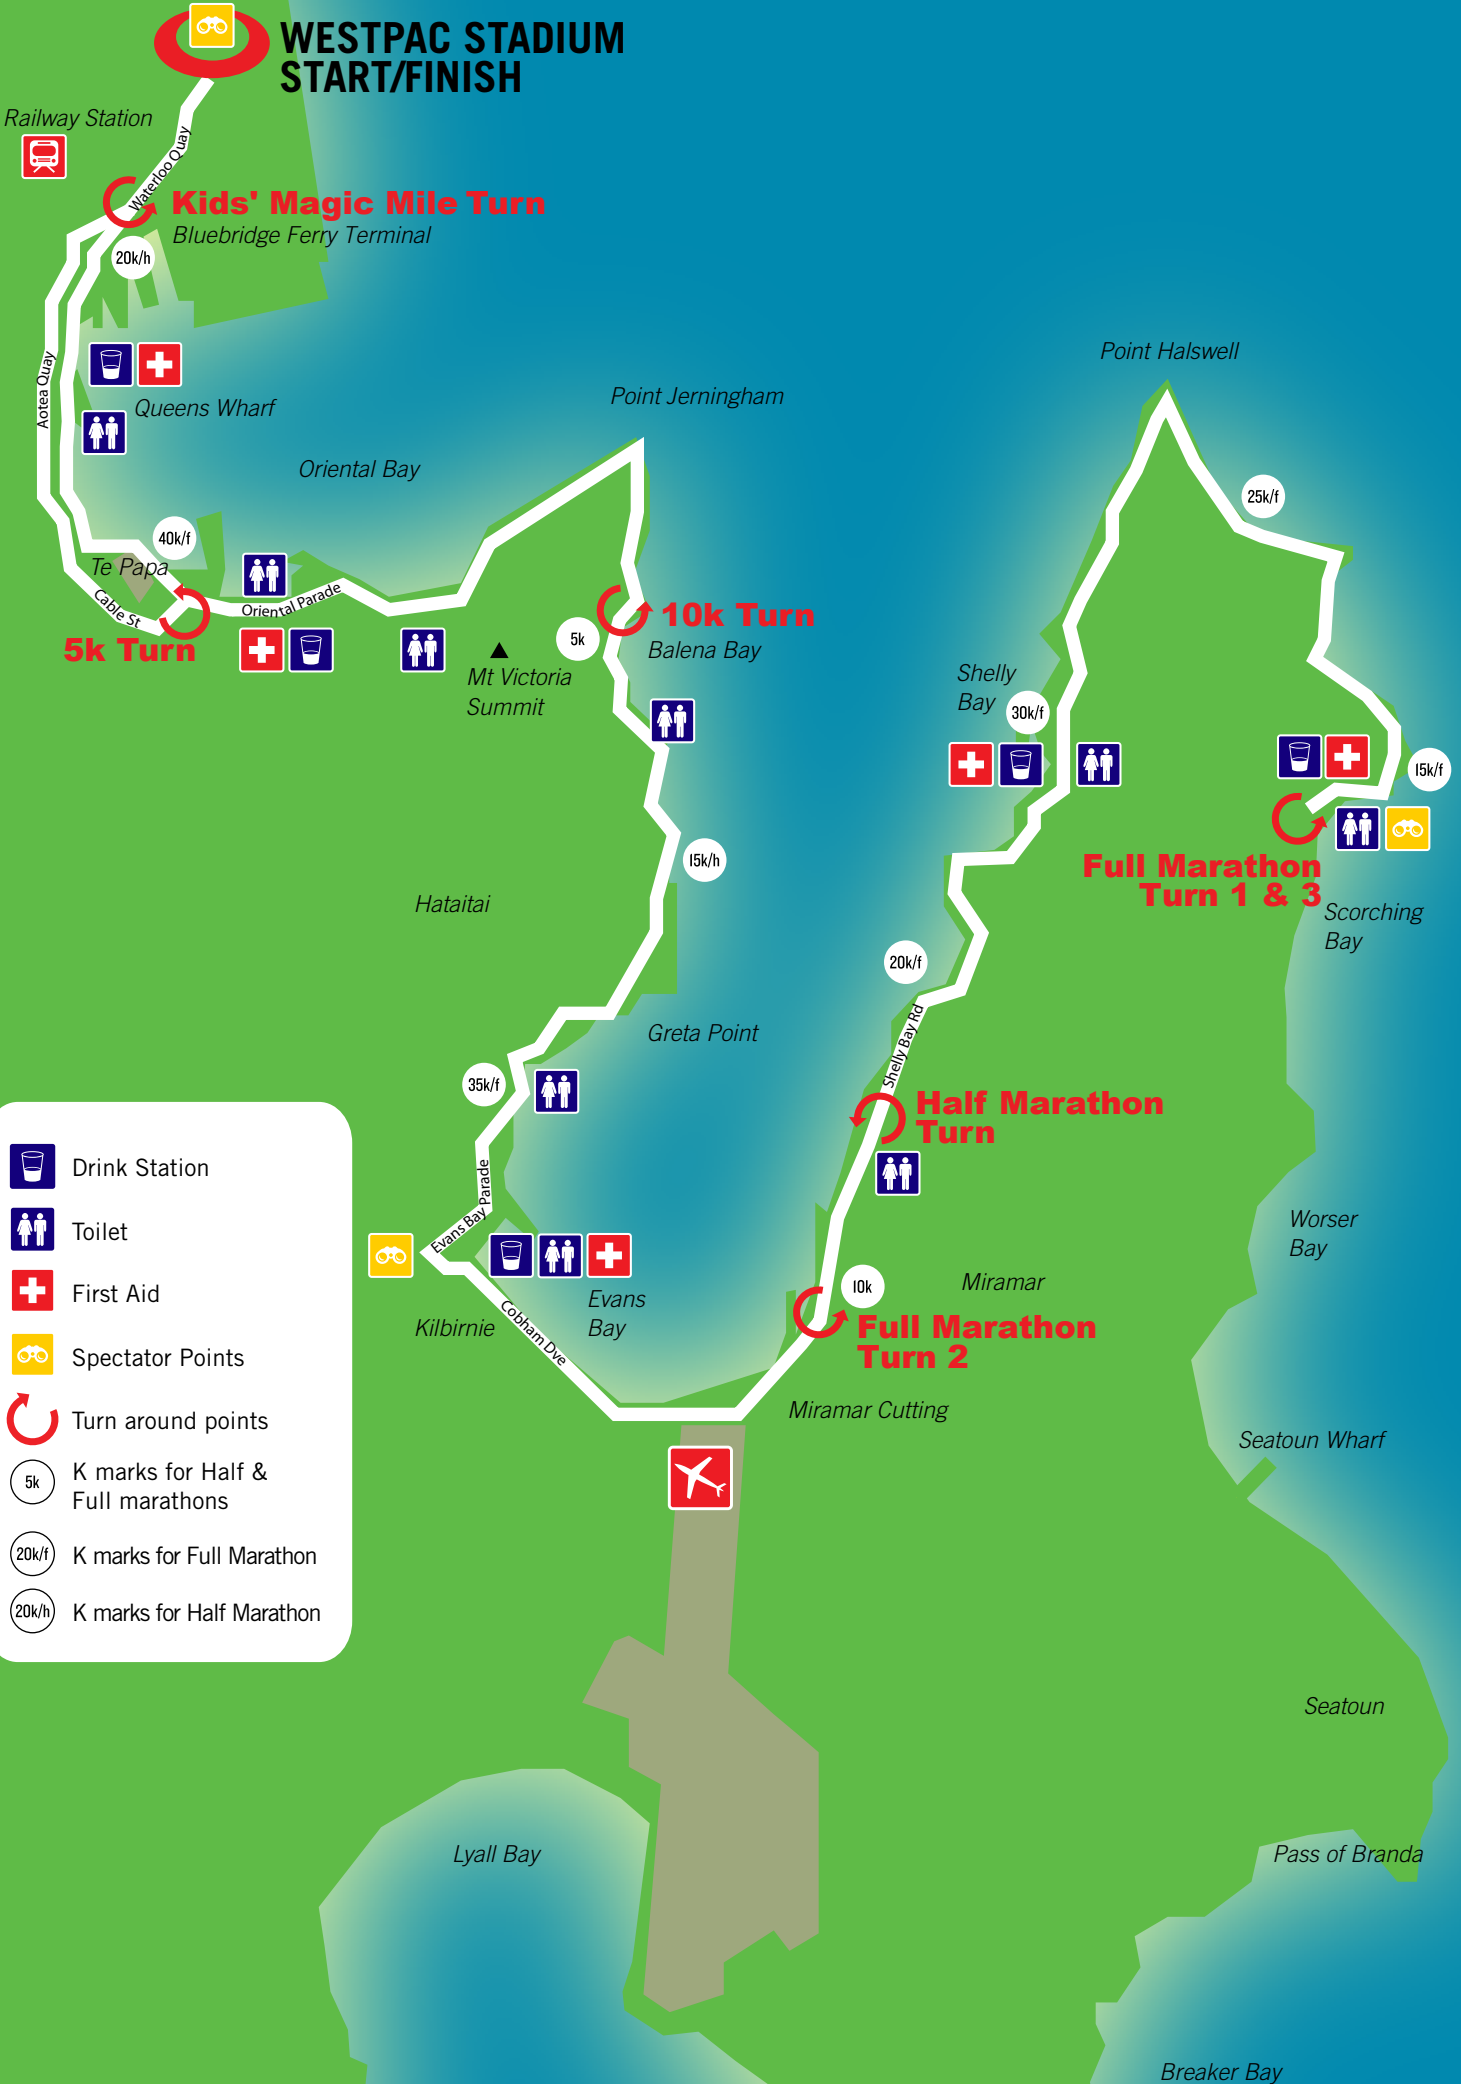 WESTPAC STADIUM
START/FINISH
Railway Station
Waterloo Quay
Kids' Magic Mile Turn
Bluebridge Ferry Terminal
20k/h
Aotea Quay
Queens Wharf
Point Jerningham
Point Halswell
Oriental Bay
25k/f
40k/f
Te Papa
Cable St
Oriental Parade
5k Turn
10k Turn
5k
Balena Bay
Mt Victoria
Summit
Shelly
Bay
30k/f
15k/f
15k/h
Full Marathon
Turn 1 & 3
Hataitai
Scorching
Bay
20k/f
Greta Point
Shelly Bay Rd
35k/f
Half Marathon
Turn
Evans Bay Parade
Worser
Bay
10k
Miramar
Evans
Bay
Kilbirnie
Cobham Dve
Full Marathon
Turn 2
Miramar Cutting
Seatoun Wharf
Drink Station
Toilet
First Aid
Spectator Points
Turn around points
5k
K marks for Half &
Full marathons
20k/f
K marks for Full Marathon
20k/h
K marks for Half Marathon
Seatoun
Lyall Bay
Pass of Branda
Breaker Bay